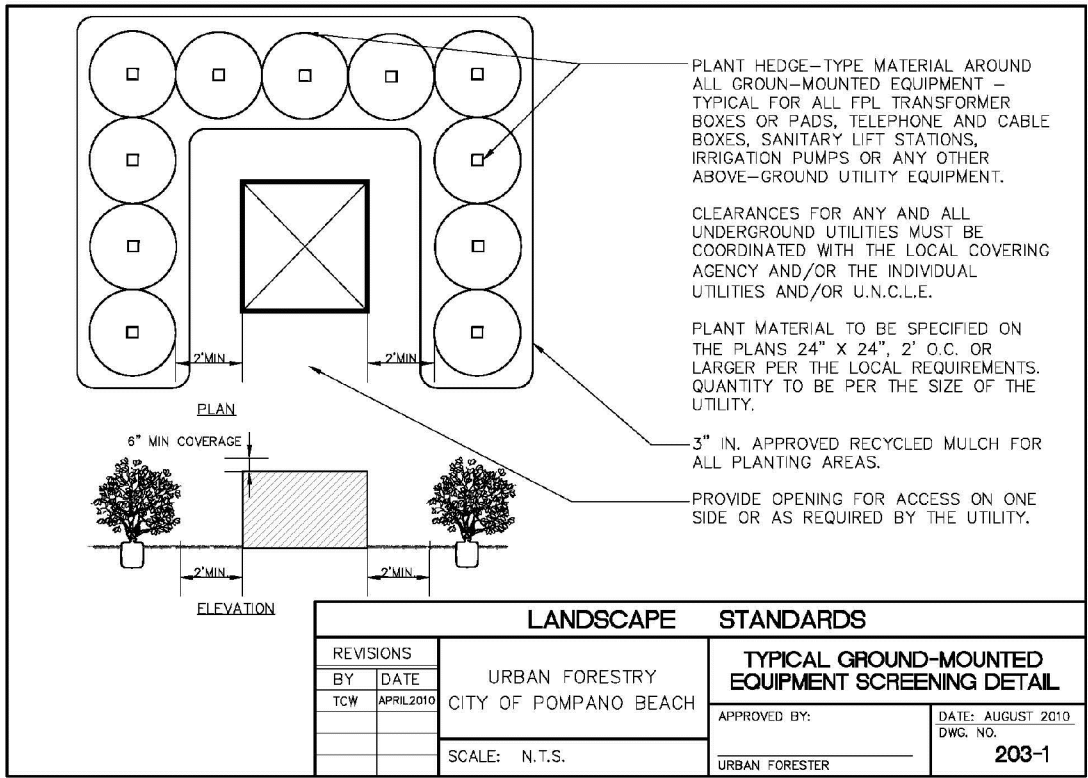 PLANT HEDGE-TYPE MATERIAL AROUND
ALL GROUN-MOUNTED EQUIPMENT –
TYPICAL FOR ALL FPL TRANSFORMER
BOXES OR PADS, TELEPHONE AND CABLE
BOXES, SANITARY LIFT STATIONS,
IRRIGATION PUMPS OR ANY OTHER
ABOVE-GROUND UTILITY EQUIPMENT.
CLEARANCES FOR ANY AND ALL
UNDERGROUND UTILITIES MUST BE
COORDINATED WITH THE LOCAL COVERING
AGENCY AND/OR THE INDIVIDUAL
UTILITIES AND/OR U.N.C.L.E.
PLANT MATERIAL TO BE SPECIFIED ON
THE PLANS 24" X 24", 2' O.C. OR
LARGER PER THE LOCAL REQUIREMENTS.
QUANTITY TO BE PER THE SIZE OF THE
UTILITY.
3" IN. APPROVED RECYCLED MULCH FOR
ALL PLANTING AREAS.
PROVIDE OPENING FOR ACCESS ON ONE
SIDE OR AS REQUIRED BY THE UTILITY.
2'MIN.
2'MIN.
PLAN
6" MIN COVERAGE
2'MIN.
2'MIN.
ELEVATION
LANDSCAPE STANDARDS
REVISIONS
BY DATE
TCW APRIL2010
URBAN FORESTRY
CITY OF POMPANO BEACH
SCALE: N.T.S.
TYPICAL GROUND-MOUNTED
EQUIPMENT SCREENING DETAIL
APPROVED BY:
URBAN FORESTER
DATE: AUGUST 2010
DWG. NO.
203-1